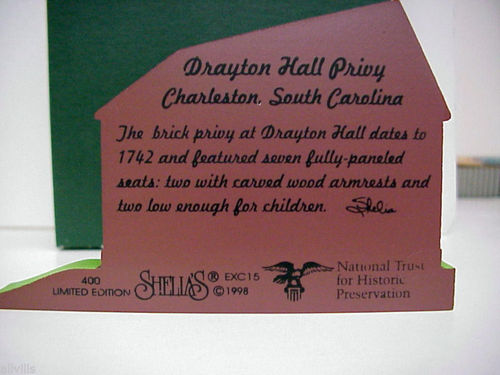 Drayton Hall Privy
Charleston, South Carolina
The brick privy at Drayton Hall dates to
1742 and featured seven fully-paneled
seats: two with carved wood armrests and
two low enough for children. Shelia
400
LIMITED EDITION
SHELIA'S® EXC15
©1998
National Trust
for Historic
Preservation
allvills